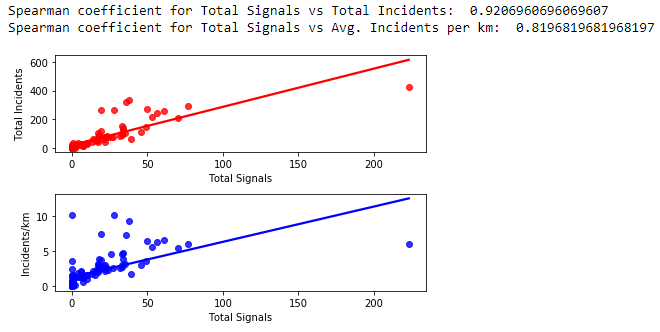 Spearman coefficient for Total Signals vs Total Incidents:  0.9206960696069607
Spearman coefficient for Total Signals vs Avg. Incidents per km:  0.8196819681968197
600
400
200
0
Total Incidents
0 50 100 150 200
Total Signals
10
5
0
Incidents/km
0 50 100 150 200
Total Signals